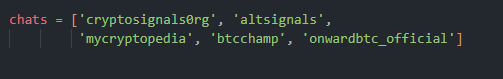 chats = ['cryptosignals0rg', 'altsignals',
'mycryptopedia', 'btcchamp', 'onwardbtc_official']